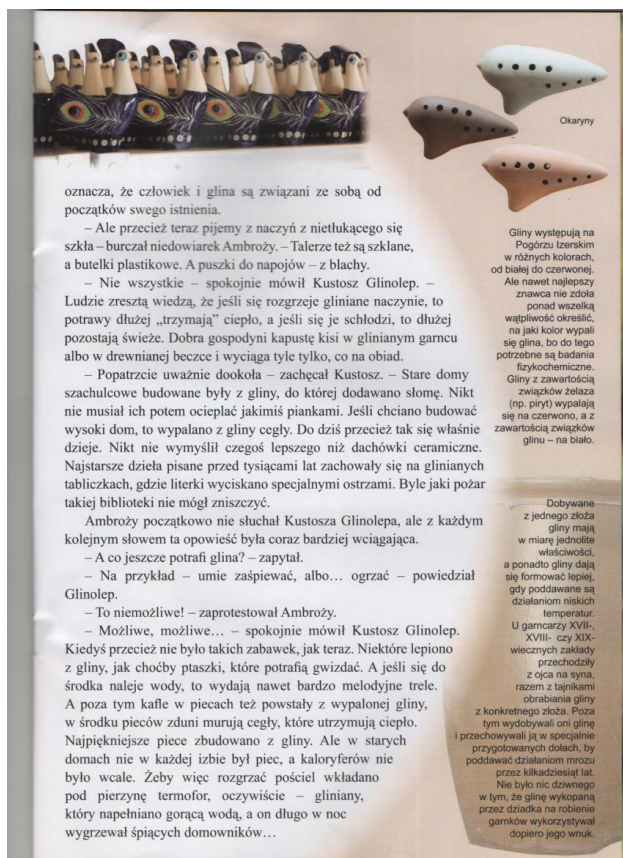 Okaryny
oznacza, że człowiek i glina są związani ze sobą od
początków swego istnienia.
– Ale przecież teraz pijemy z naczyń z nietłukącego się
szkła – burczał niedowiarek Ambroży. – Talerze też są szklane,
a butelki plastikowe. A puszki do napojów – z blachy.
– Nie wszystkie – spokojnie mówił Kustosz Glinolep. –
Ludzie zresztą wiedzą, że jeśli się rozgrzeje gliniane naczynie, to
potrawy dłużej „trzymają” ciepło, a jeśli się je schłodzi, to dłużej
pozostają świeże. Dobra gospodyni kapustę kisi w glinianym garncu
albo w drewnianej beczce i wyciąga tyle tylko, co na obiad.
– Popatrzcie uważnie dookoła – zachęcał Kustosz. – Stare domy
szachulcowe budowane były z gliny, do której dodawano słomę. Nikt
nie musiał ich potem ocieplać jakimiś piankami. Jeśli chciano budować
wysoki dom, to wypalano z gliny cegły. Do dziś przecież tak się właśnie
dzieje. Nikt nie wymyślił czegoś lepszego niż dachówki ceramiczne.
Najstarsze dzieła pisane przed tysiącami lat zachowały się na glinianych
tabliczkach, gdzie literki wyciskano specjalnymi ostrzami. Byle jaki pożar
takiej biblioteki nie mógł zniszczyć.
Ambroży początkowo nie słuchał Kustosza Glinolepa, ale z każdym
kolejnym słowem ta opowieść była coraz bardziej wciągająca.
– A co jeszcze potrafi glina? – zapytał.
– Na przykład – umie zaśpiewać, albo… ogrzać – powiedział
Glinolep.
– To niemożliwe! – zaprotestował Ambroży.
– Możliwe, możliwe… – spokojnie mówił Kustosz Glinolep.
Kiedyś przecież nie było takich zabawek, jak teraz. Niektóre lepiono
z gliny, jak choćby ptaszki, które potrafią gwizdać. A jeśli się do
środka naleje wody, to wydają nawet bardzo melodyjne trele.
A poza tym kafle w piecach też powstały z wypalonej gliny,
w środku pieców zduni murują cegły, które utrzymują ciepło.
Najpiękniejsze piece zbudowano z gliny. Ale w starych
domach nie w każdej izbie był piec, a kaloryferów nie
było wcale. Żeby więc rozgrzać pościel wkładano
pod pierzynę termofor, oczywiście – gliniany,
który napełniano gorącą wodą, a on długo w noc
wygrzewał śpiących domowników…
Gliny występują na
Pogórzu Izerskim
w różnych kolorach,
od białej do czerwonej.
Ale nawet najlepszy
znawca nie zdoła
ponad wszelką
wątpliwość określić,
na jaki kolor wypali
się glina, bo do tego
potrzebne są badania
fizykochemiczne.
Gliny z zawartością
związków żelaza
(np. piryt) wypalają
się na czerwono, a z
zawartością związków
glinu – na biało.
Dobywane
z jednego złoża
gliny mają
w miarę jednolite
właściwości,
a ponadto gliny dają
się formować lepiej,
gdy poddawane są
działaniom niskich
temperatur.
U garncarzy XVII-,
XVIII- czy XIX-
wiecznych zakłady
przechodziły
z ojca na syna,
razem z tajnikami
obrabiania gliny
z konkretnego złoża. Poza
tym wydobywali oni glinę
i przechowywali ją w specjalnie
przygotowanych dołach, by
poddawać działaniom mrozu
przez kilkadziesiąt lat.
Nie było nic dziwnego
w tym, że glinę wykopaną
przez dziadka na robienie
garnków wykorzystywał
dopiero jego wnuk.